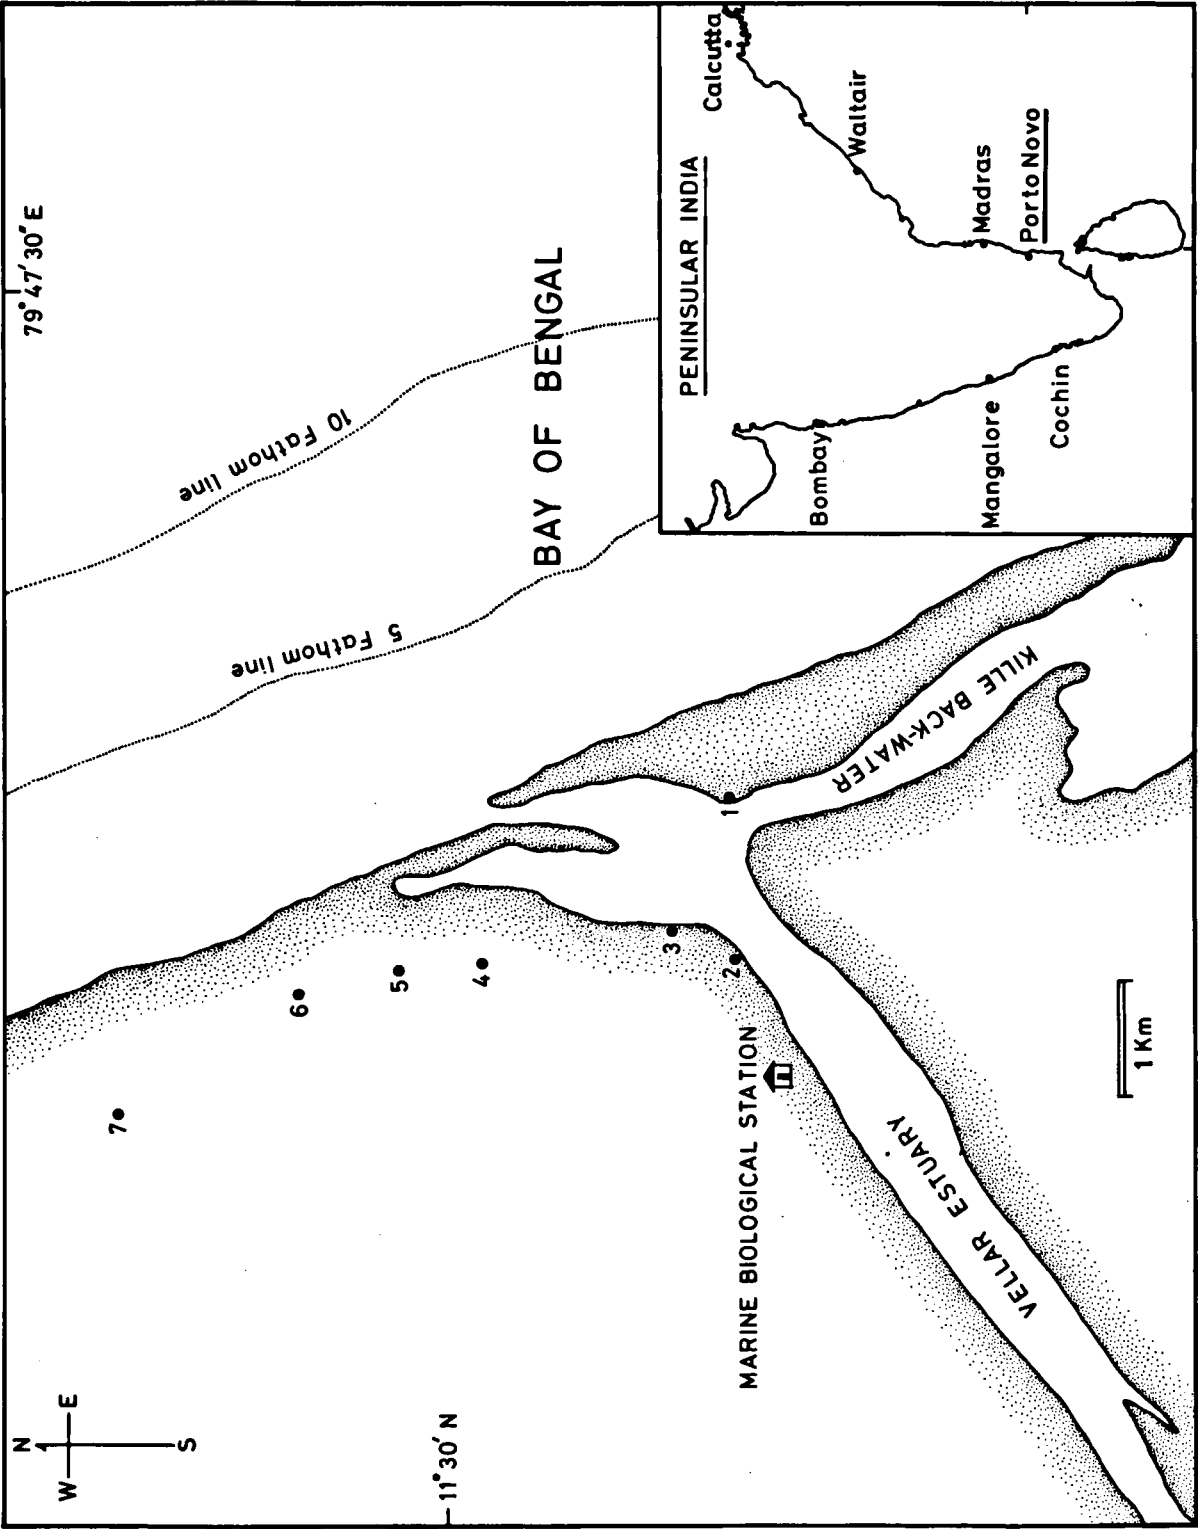 N
W
E
S
79°47'30" E
10 Fathom line
5 Fathom line
BAY OF BENGAL
11°30' N
7
6
5
4
3
2
1
MARINE BIOLOGICAL STATION
VELLAR ESTUARY
KILLE BACK-WATER
1 Km
PENINSULAR INDIA
Calcutta
Waltair
Madras
Porto Novo
Bombay
Mangalore
Cochin